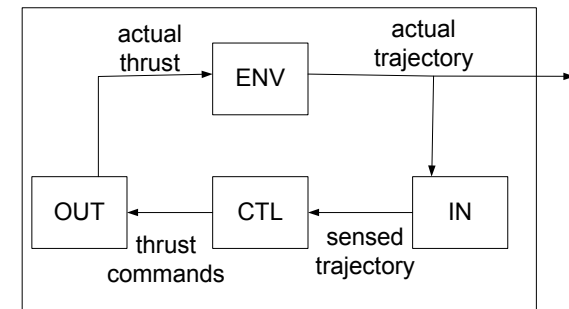 actual
thrust
ENV
actual
trajectory
OUT
CTL
IN
thrust
commands
sensed
trajectory